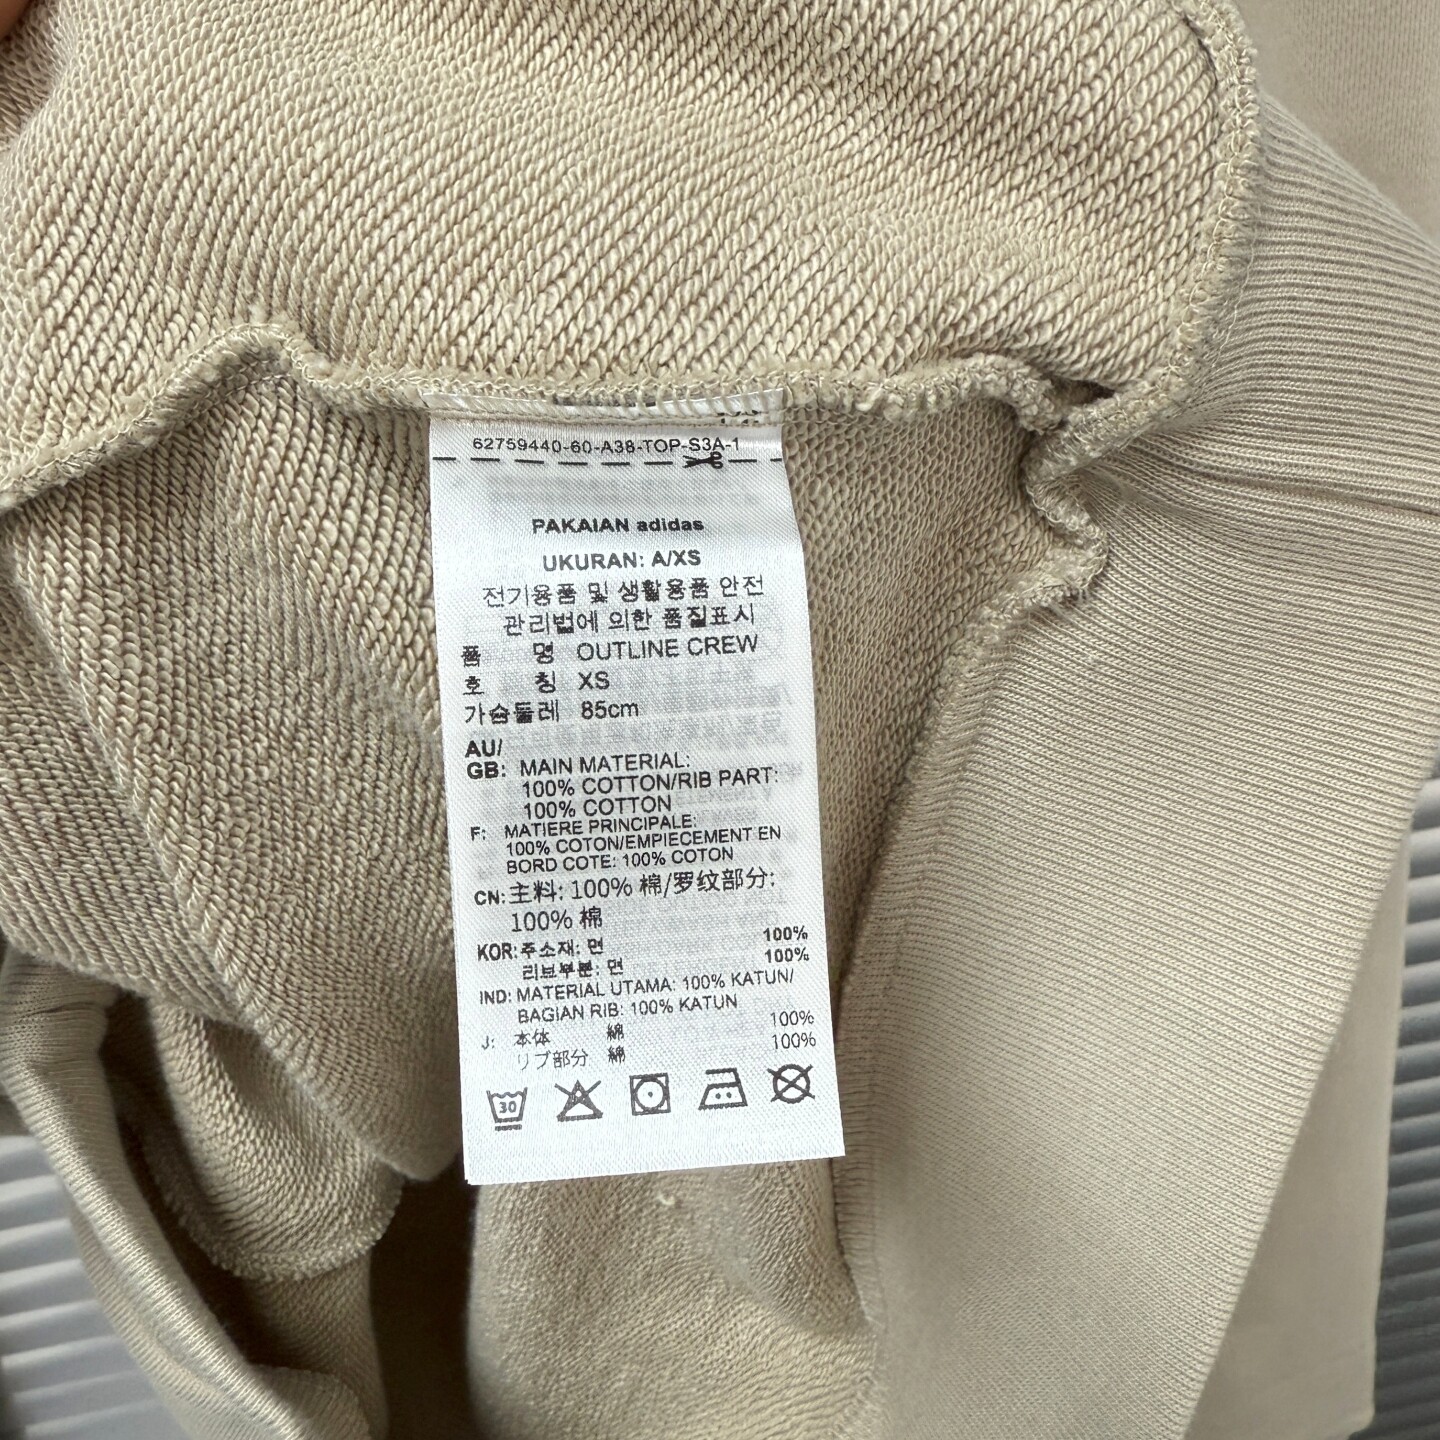 62759440-60-A38-TOP-S3A-1
PAKAIAN adidas
UKURAN: A/XS
전기용품 및 생활용품 안전
관리법에 의한 품질표시
품 명 OUTLINE CREW
호 칭 XS
가슴둘레 85cm
AU/
GB: MAIN MATERIAL:
100% COTTON/RIB PART:
100% COTTON
F: MATIERE PRINCIPALE:
100% COTON/EMPIECEMENT EN
BORD COTE: 100% COTON
CN: 主料: 100% 棉/罗纹部分:
100% 棉
KOR: 주소재: 면 100%
리브부분: 면 100%
IND: MATERIAL UTAMA: 100% KATUN/
BAGIAN RIB: 100% KATUN
J: 本体 綿 100%
リブ部分 綿 100%
30